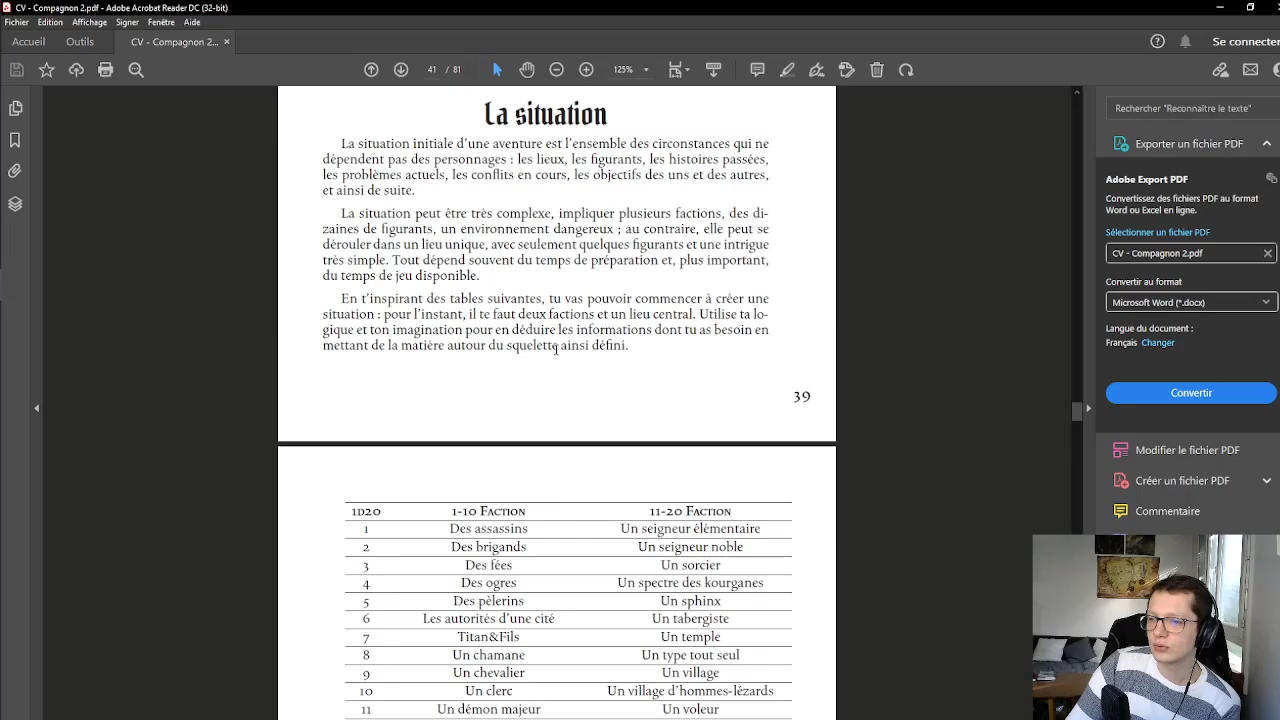 CV - Compagnon 2.pdf - Adobe Acrobat Reader DC (32-bit)
Fichier Edition Affichage Signer Fenêtre Aide
Accueil Outils CV - Compagnon 2... × Se connecter
41 / 81 125%
La situation
La situation initiale d'une aventure est l'ensemble des circonstances qui ne
dépendent pas des personnages : les lieux, les figurants, les histoires passées,
les problèmes actuels, les conflits en cours, les objectifs des uns et des autres,
et ainsi de suite.
La situation peut être très complexe, impliquer plusieurs factions, des di-
zaines de figurants, un environnement dangereux ; au contraire, elle peut se
dérouler dans un lieu unique, avec seulement quelques figurants et une intrigue
très simple. Tout dépend souvent du temps de préparation et, plus important,
du temps de jeu disponible.
En t'inspirant des tables suivantes, tu vas pouvoir commencer à créer une
situation : pour l'instant, il te faut deux factions et un lieu central. Utilise ta lo-
gique et ton imagination pour en déduire les informations dont tu as besoin en
mettant de la matière autour du squelette ainsi défini.
39
1D20 1-10 Faction 11-20 Faction
1 Des assassins Un seigneur élémentaire
2 Des brigands Un seigneur noble
3 Des fées Un sorcier
4 Des ogres Un spectre des kourganes
5 Des pèlerins Un sphinx
6 Les autorités d'une cité Un tabergiste
7 Titan&Fils Un temple
8 Un chamane Un type tout seul
9 Un chevalier Un village
10 Un clerc Un village d'hommes-lézards
11 Un démon majeur Un voleur
Rechercher "Reconnaître le texte"
Exporter un fichier PDF
Adobe Export PDF
Convertissez des fichiers PDF au format
Word ou Excel en ligne.
Sélectionner un fichier PDF
CV - Compagnon 2.pdf ×
Convertir au format
Microsoft Word (*.docx)
Langue du document :
Français Changer
Convertir
Modifier le fichier PDF
Créer un fichier PDF
Commentaire